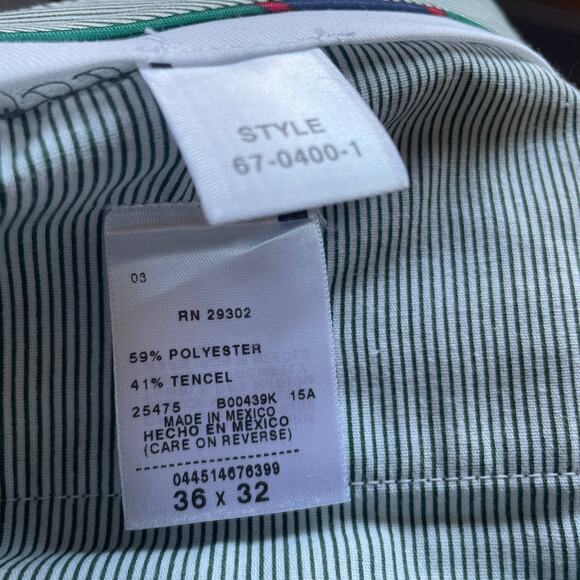 STYLE
67-0400-1
03
RN 29302
59% POLYESTER
41% TENCEL
25475 B00439K 15A
MADE IN MEXICO
HECHO EN MÉXICO
(CARE ON REVERSE)
044514676399
36 x 32